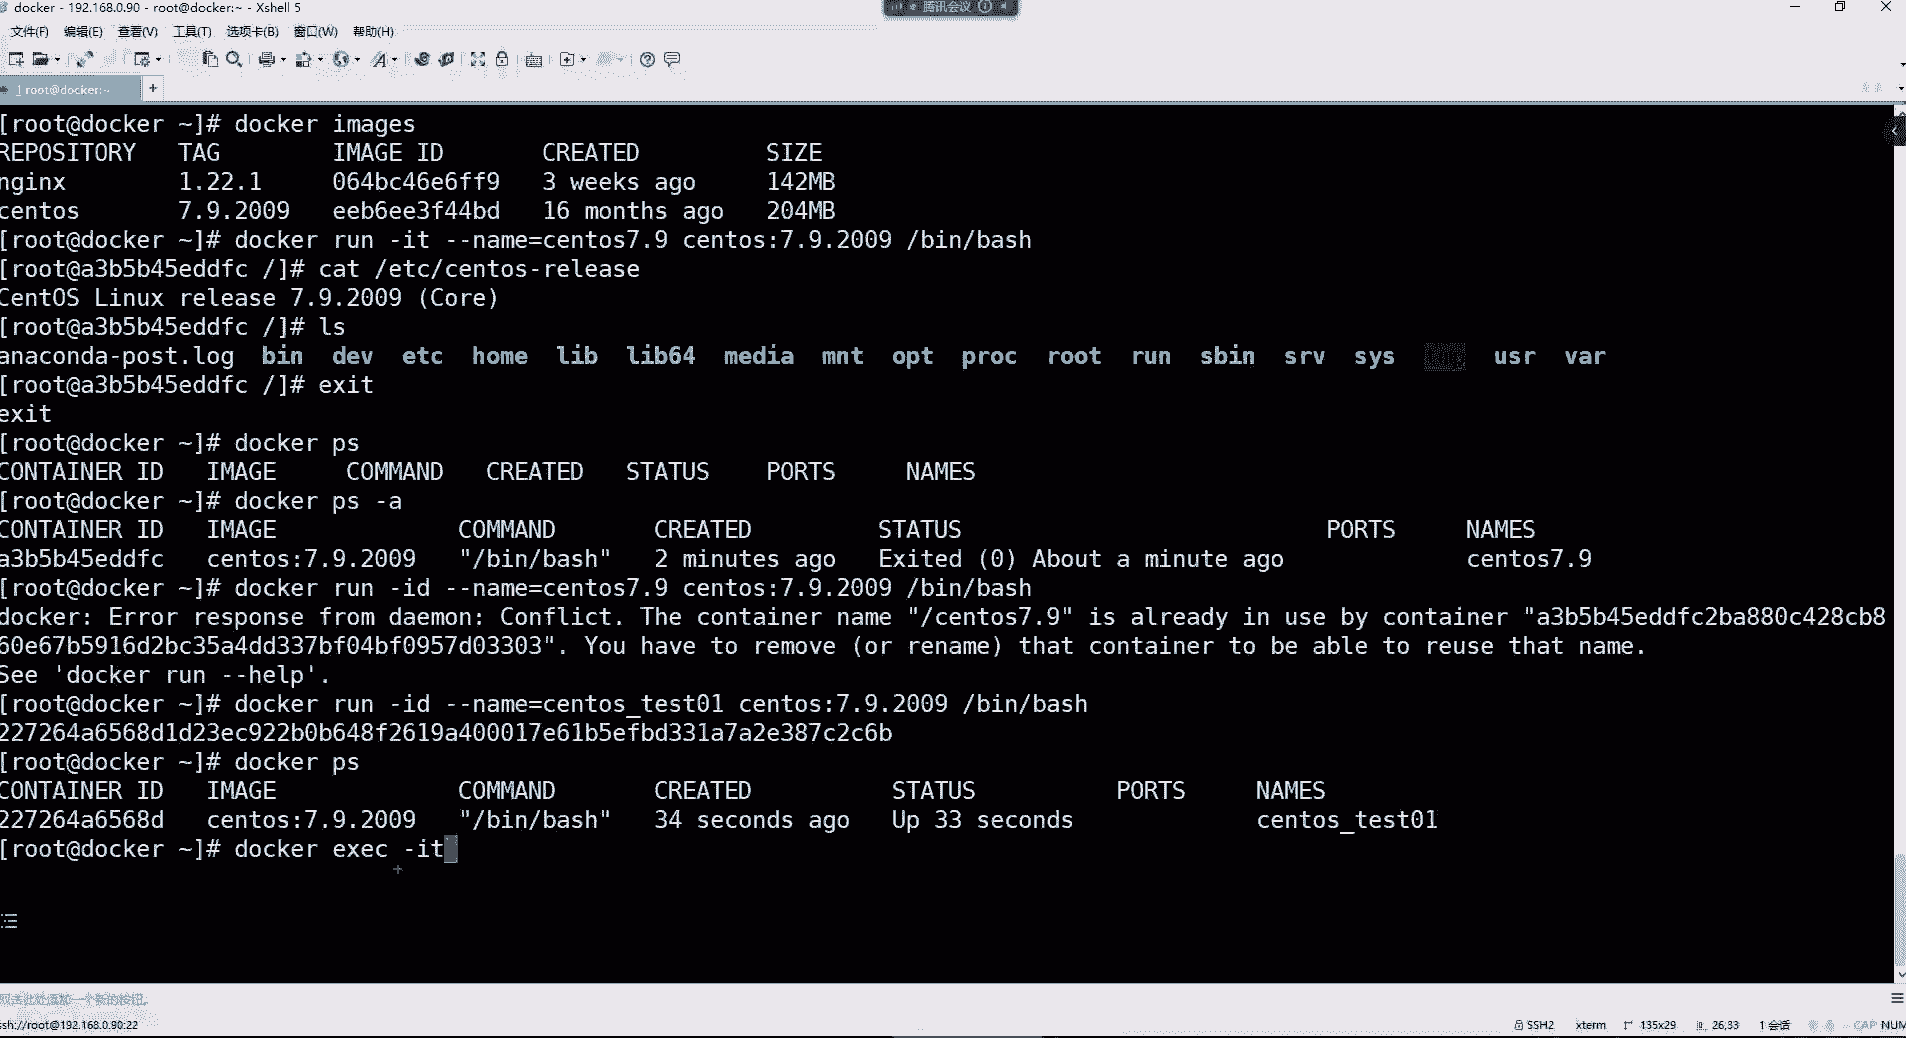 docker - 192.168.0.90 - root@docker:~ - Xshell 5
腾讯会议
文件(F) 编辑(E) 查看(V) 工具(T) 选项卡(B) 窗口(W) 帮助(H)
1 root@docker:~
[root@docker ~]# docker images
REPOSITORY TAG IMAGE ID CREATED SIZE
nginx 1.22.1 064bc46e6ff9 3 weeks ago 142MB
centos 7.9.2009 eeb6ee3f44bd 16 months ago 204MB
[root@docker ~]# docker run -it --name=centos7.9 centos:7.9.2009 /bin/bash
[root@a3b5b45eddfc /]# cat /etc/centos-release
CentOS Linux release 7.9.2009 (Core)
[root@a3b5b45eddfc /]# ls
anaconda-post.log bin dev etc home lib lib64 media mnt opt proc root run sbin srv sys usr var
[root@a3b5b45eddfc /]# exit
exit
[root@docker ~]# docker ps
CONTAINER ID IMAGE COMMAND CREATED STATUS PORTS NAMES
[root@docker ~]# docker ps -a
CONTAINER ID IMAGE COMMAND CREATED STATUS PORTS NAMES
a3b5b45eddfc centos:7.9.2009 "/bin/bash" 2 minutes ago Exited (0) About a minute ago centos7.9
[root@docker ~]# docker run -id --name=centos7.9 centos:7.9.2009 /bin/bash
docker: Error response from daemon: Conflict. The container name "/centos7.9" is already in use by container "a3b5b45eddfc2ba880c428cb8
60e67b5916d2bc35a4dd337bf04bf0957d03303". You have to remove (or rename) that container to be able to reuse that name.
See 'docker run --help'.
[root@docker ~]# docker run -id --name=centos_test01 centos:7.9.2009 /bin/bash
227264a6568d1d23ec922b0b648f2619a400017e61b5efbd331a7a2e387c2c6b
[root@docker ~]# docker ps
CONTAINER ID IMAGE COMMAND CREATED STATUS PORTS NAMES
227264a6568d centos:7.9.2009 "/bin/bash" 34 seconds ago Up 33 seconds centos_test01
[root@docker ~]# docker exec -it
ssh://root@192.168.0.90:22 SSH2 xterm 135x29 26,33 1 会话 CAP NUM